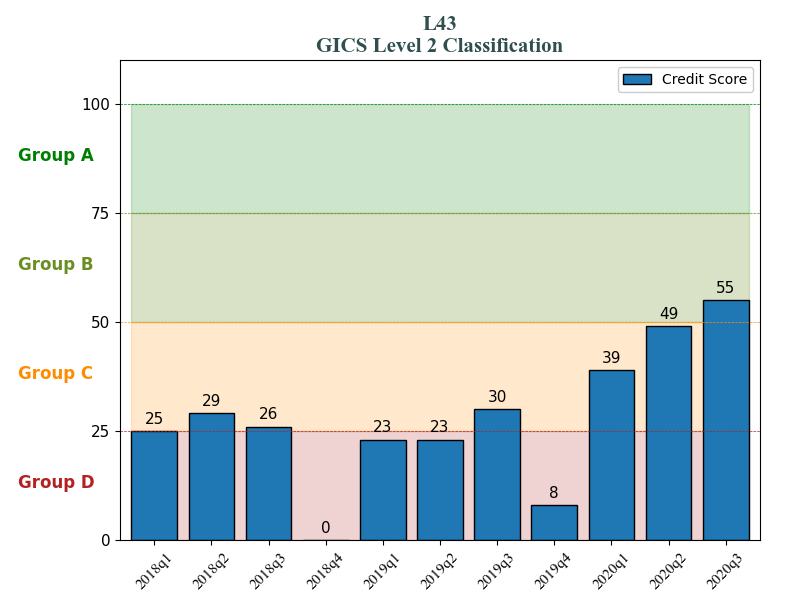 L43
GICS Level 2 Classification
Credit Score
100
Group A
75
Group B
50
Group C
25
Group D
0
25
29
26
0
23
23
30
8
39
49
55
2018q1
2018q2
2018q3
2018q4
2019q1
2019q2
2019q3
2019q4
2020q1
2020q2
2020q3